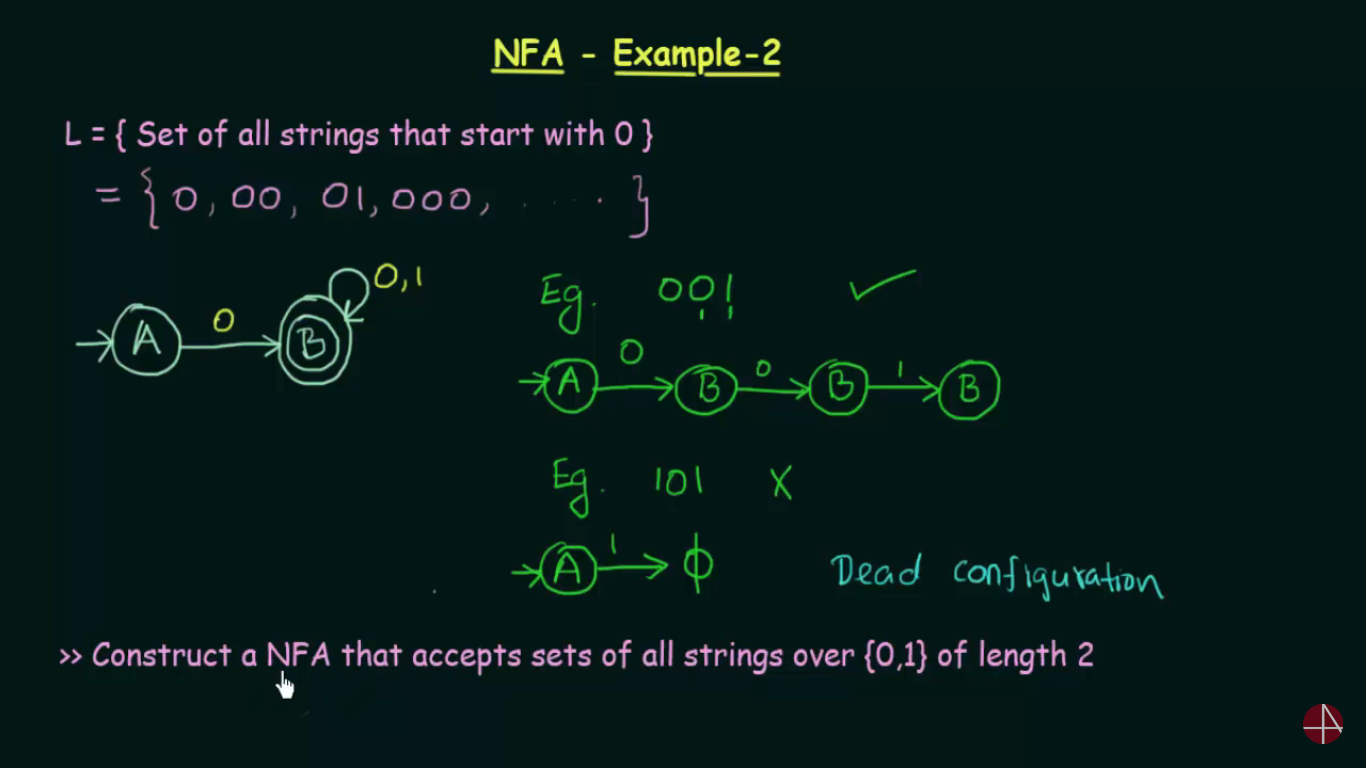 NFA - Example-2
L = { Set of all strings that start with 0 }
= { 0, 00, 01, 000, ..... }
0,1
0
A B
Eg. 001 ✓
0 0 1
A B B B
Eg. 101 X
1
A ϕ
Dead configuration
>> Construct a NFA that accepts sets of all strings over {0,1} of length 2